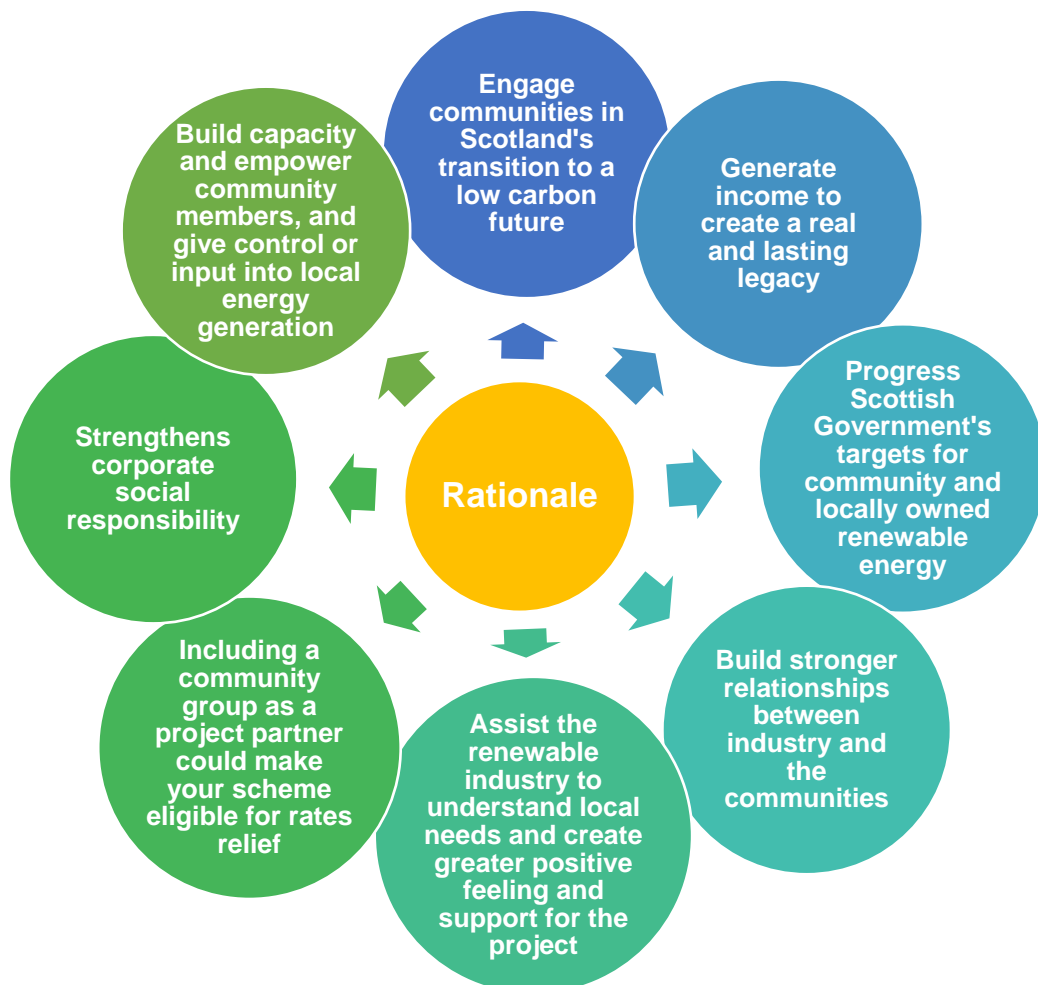 Engage
communities in
Scotland's
transition to a
low carbon
future
Generate
income to
create a real
and lasting
legacy
Progress
Scottish
Government's
targets for
community and
locally owned
renewable
energy
Build stronger
relationships
between
industry and
the
communities
Assist the
renewable
industry to
understand local
needs and create
greater positive
feeling and
support for the
project
Including a
community
group as a
project partner
could make
your scheme
eligible for rates
relief
Strengthens
corporate
social
responsibility
Build capacity
and empower
community
members, and
give control or
input into local
energy
generation
Rationale